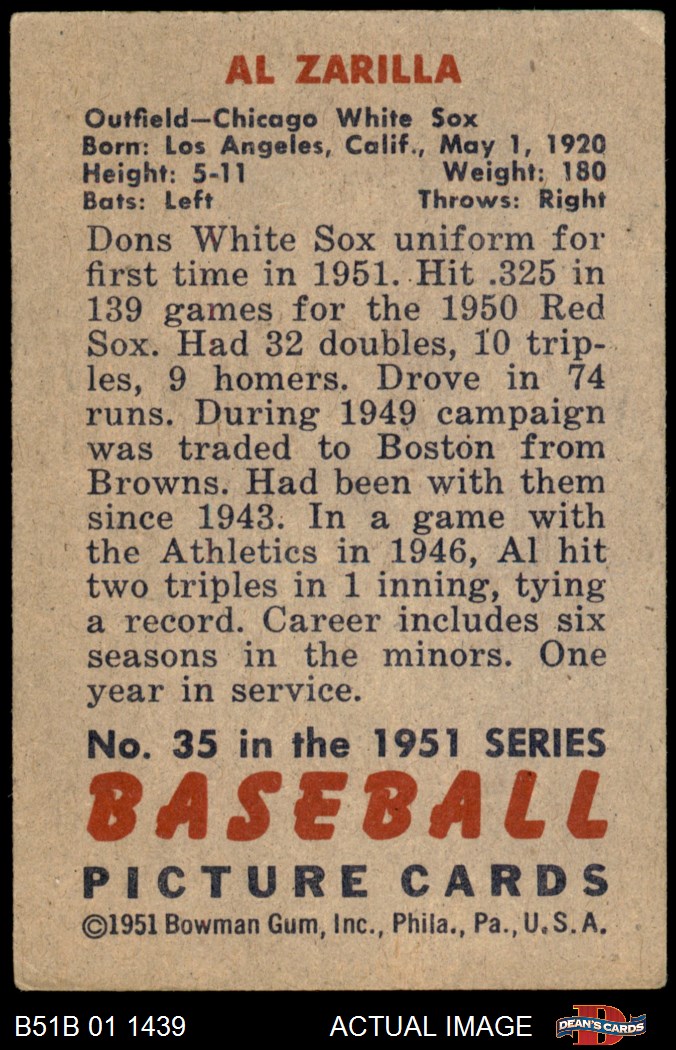 AL ZARILLA
Outfield—Chicago White Sox
Born: Los Angeles, Calif., May 1, 1920
Height: 5-11 Weight: 180
Bats: Left Throws: Right
Dons White Sox uniform for
first time in 1951. Hit .325 in
139 games for the 1950 Red
Sox. Had 32 doubles, 10 trip-
les, 9 homers. Drove in 74
runs. During 1949 campaign
was traded to Boston from
Browns. Had been with them
since 1943. In a game with
the Athletics in 1946, Al hit
two triples in 1 inning, tying
a record. Career includes six
seasons in the minors. One
year in service.
No. 35 in the 1951 SERIES
BASEBALL
PICTURE CARDS
©1951 Bowman Gum, Inc., Phila., Pa., U.S.A.
B51B 01 1439 ACTUAL IMAGE D DEAN'S CARDS